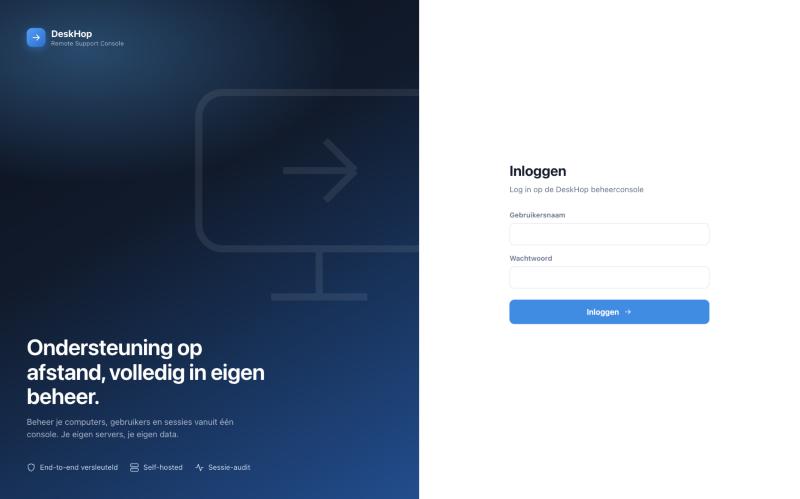 DeskHop
Remote Support Console
Ondersteuning op
afstand, volledig in eigen
beheer.
Beheer je computers, gebruikers en sessies vanuit één
console. Je eigen servers, je eigen data.
End-to-end versleuteld
Self-hosted
Sessie-audit
Inloggen
Log in op de DeskHop beheerconsole
Gebruikersnaam
Wachtwoord
Inloggen →